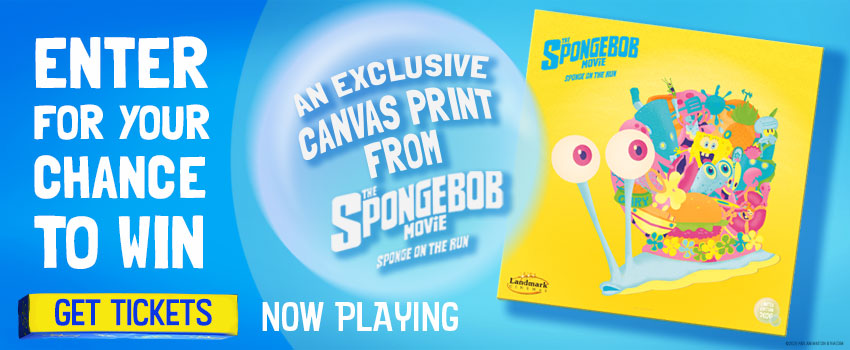 ENTER
FOR YOUR
CHANCE
TO WIN
GET TICKETS
AN EXCLUSIVE
CANVAS PRINT
FROM
THE
SPONGEBOB
MOVIE
SPONGE ON THE RUN
NOW PLAYING
THE
SPONGEBOB
MOVIE
SPONGE ON THE RUN
Landmark
CINEMAS